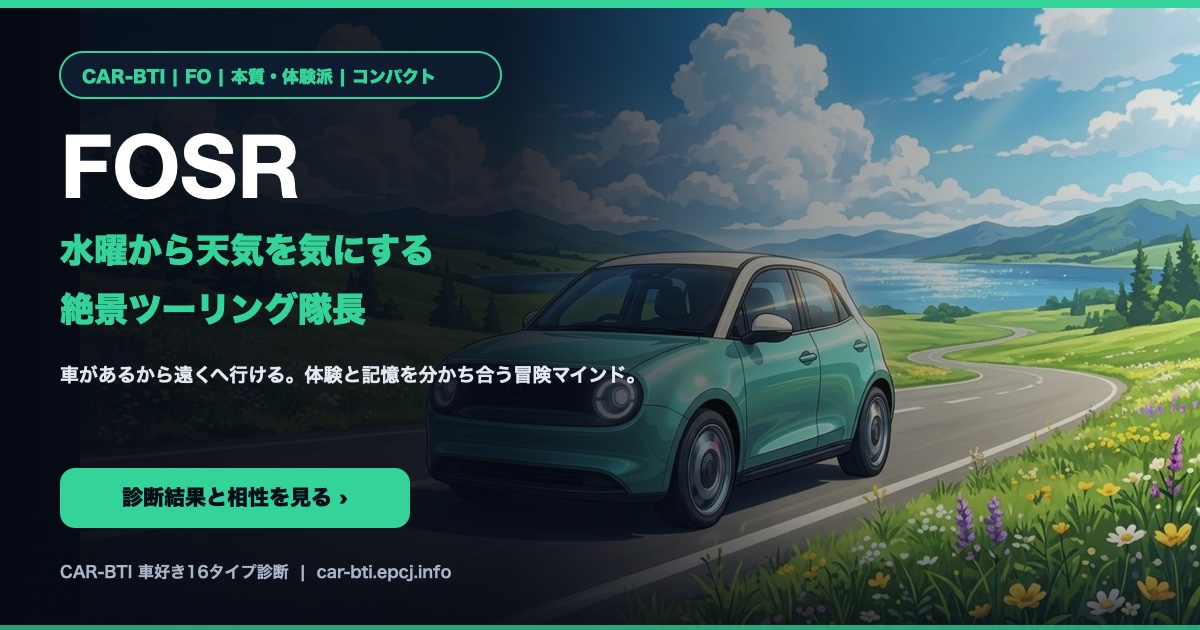 CAR-BTI | FO | 本質・体験派 | コンパクト
FOSR
水曜から天気を気にする
絶景ツーリング隊長
車があるから遠くへ行ける。体験と記憶を分かち合う冒険マインド。
診断結果と相性を見る ›
CAR-BTI 車好き16タイプ診断 | car-bti.epcj.info